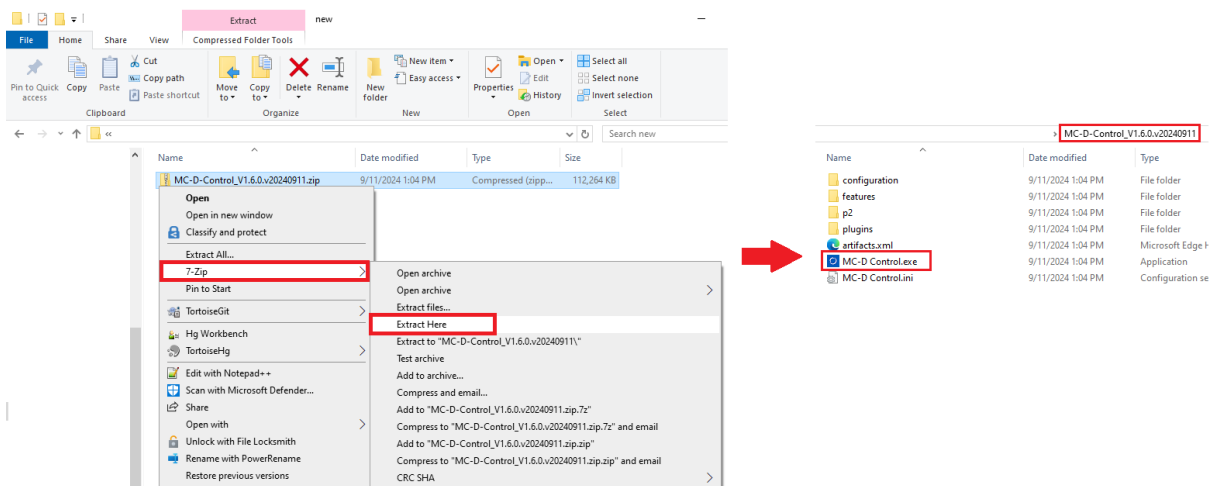 Extract
new
File
Home
Share
View
Compressed Folder Tools
Pin to Quick access
Copy
Paste
Cut
Copy path
Paste shortcut
Move to
Copy to
Delete
Rename
New folder
New item
Easy access
Properties
Open
Edit
History
Select all
Select none
Invert selection
Clipboard
Organize
New
Open
Select
«
Search new
Name
Date modified
Type
Size
MC-D-Control_V1.6.0.v20240911.zip
9/11/2024 1:04 PM
Compressed (zipp...
112,264 KB
Open
Open in new window
Classify and protect
Extract All...
7-Zip
Pin to Start
TortoiseGit
Hg Workbench
TortoiseHg
Edit with Notepad++
Scan with Microsoft Defender...
Share
Open with
Unlock with File Locksmith
Rename with PowerRename
Restore previous versions
Open archive
Open archive
Extract files...
Extract Here
Extract to "MC-D-Control_V1.6.0.v20240911\"
Test archive
Add to archive...
Compress and email...
Add to "MC-D-Control_V1.6.0.v20240911.zip.7z"
Compress to "MC-D-Control_V1.6.0.v20240911.zip.7z" and email
Add to "MC-D-Control_V1.6.0.v20240911.zip.zip"
Compress to "MC-D-Control_V1.6.0.v20240911.zip.zip" and email
CRC SHA
MC-D-Control_V1.6.0.v20240911
Name
Date modified
Type
configuration
9/11/2024 1:04 PM
File folder
features
9/11/2024 1:04 PM
File folder
p2
9/11/2024 1:04 PM
File folder
plugins
9/11/2024 1:04 PM
File folder
artifacts.xml
9/11/2024 1:04 PM
Microsoft Edge H
MC-D Control.exe
9/11/2024 1:04 PM
Application
MC-D Control.ini
9/11/2024 1:04 PM
Configuration se